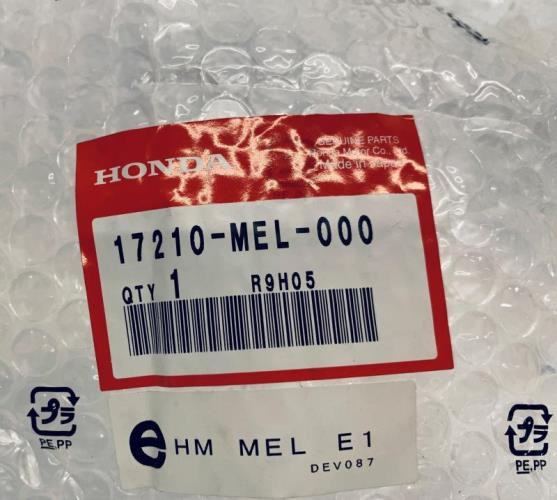 GENUINE PARTS
Honda Motor Co., Ltd.
Made in Japan
HONDA
17210-MEL-000
QTY 1 R9H05
プラ
PE,PP
e HM MEL E1
DEV087
プラ
PE,PP